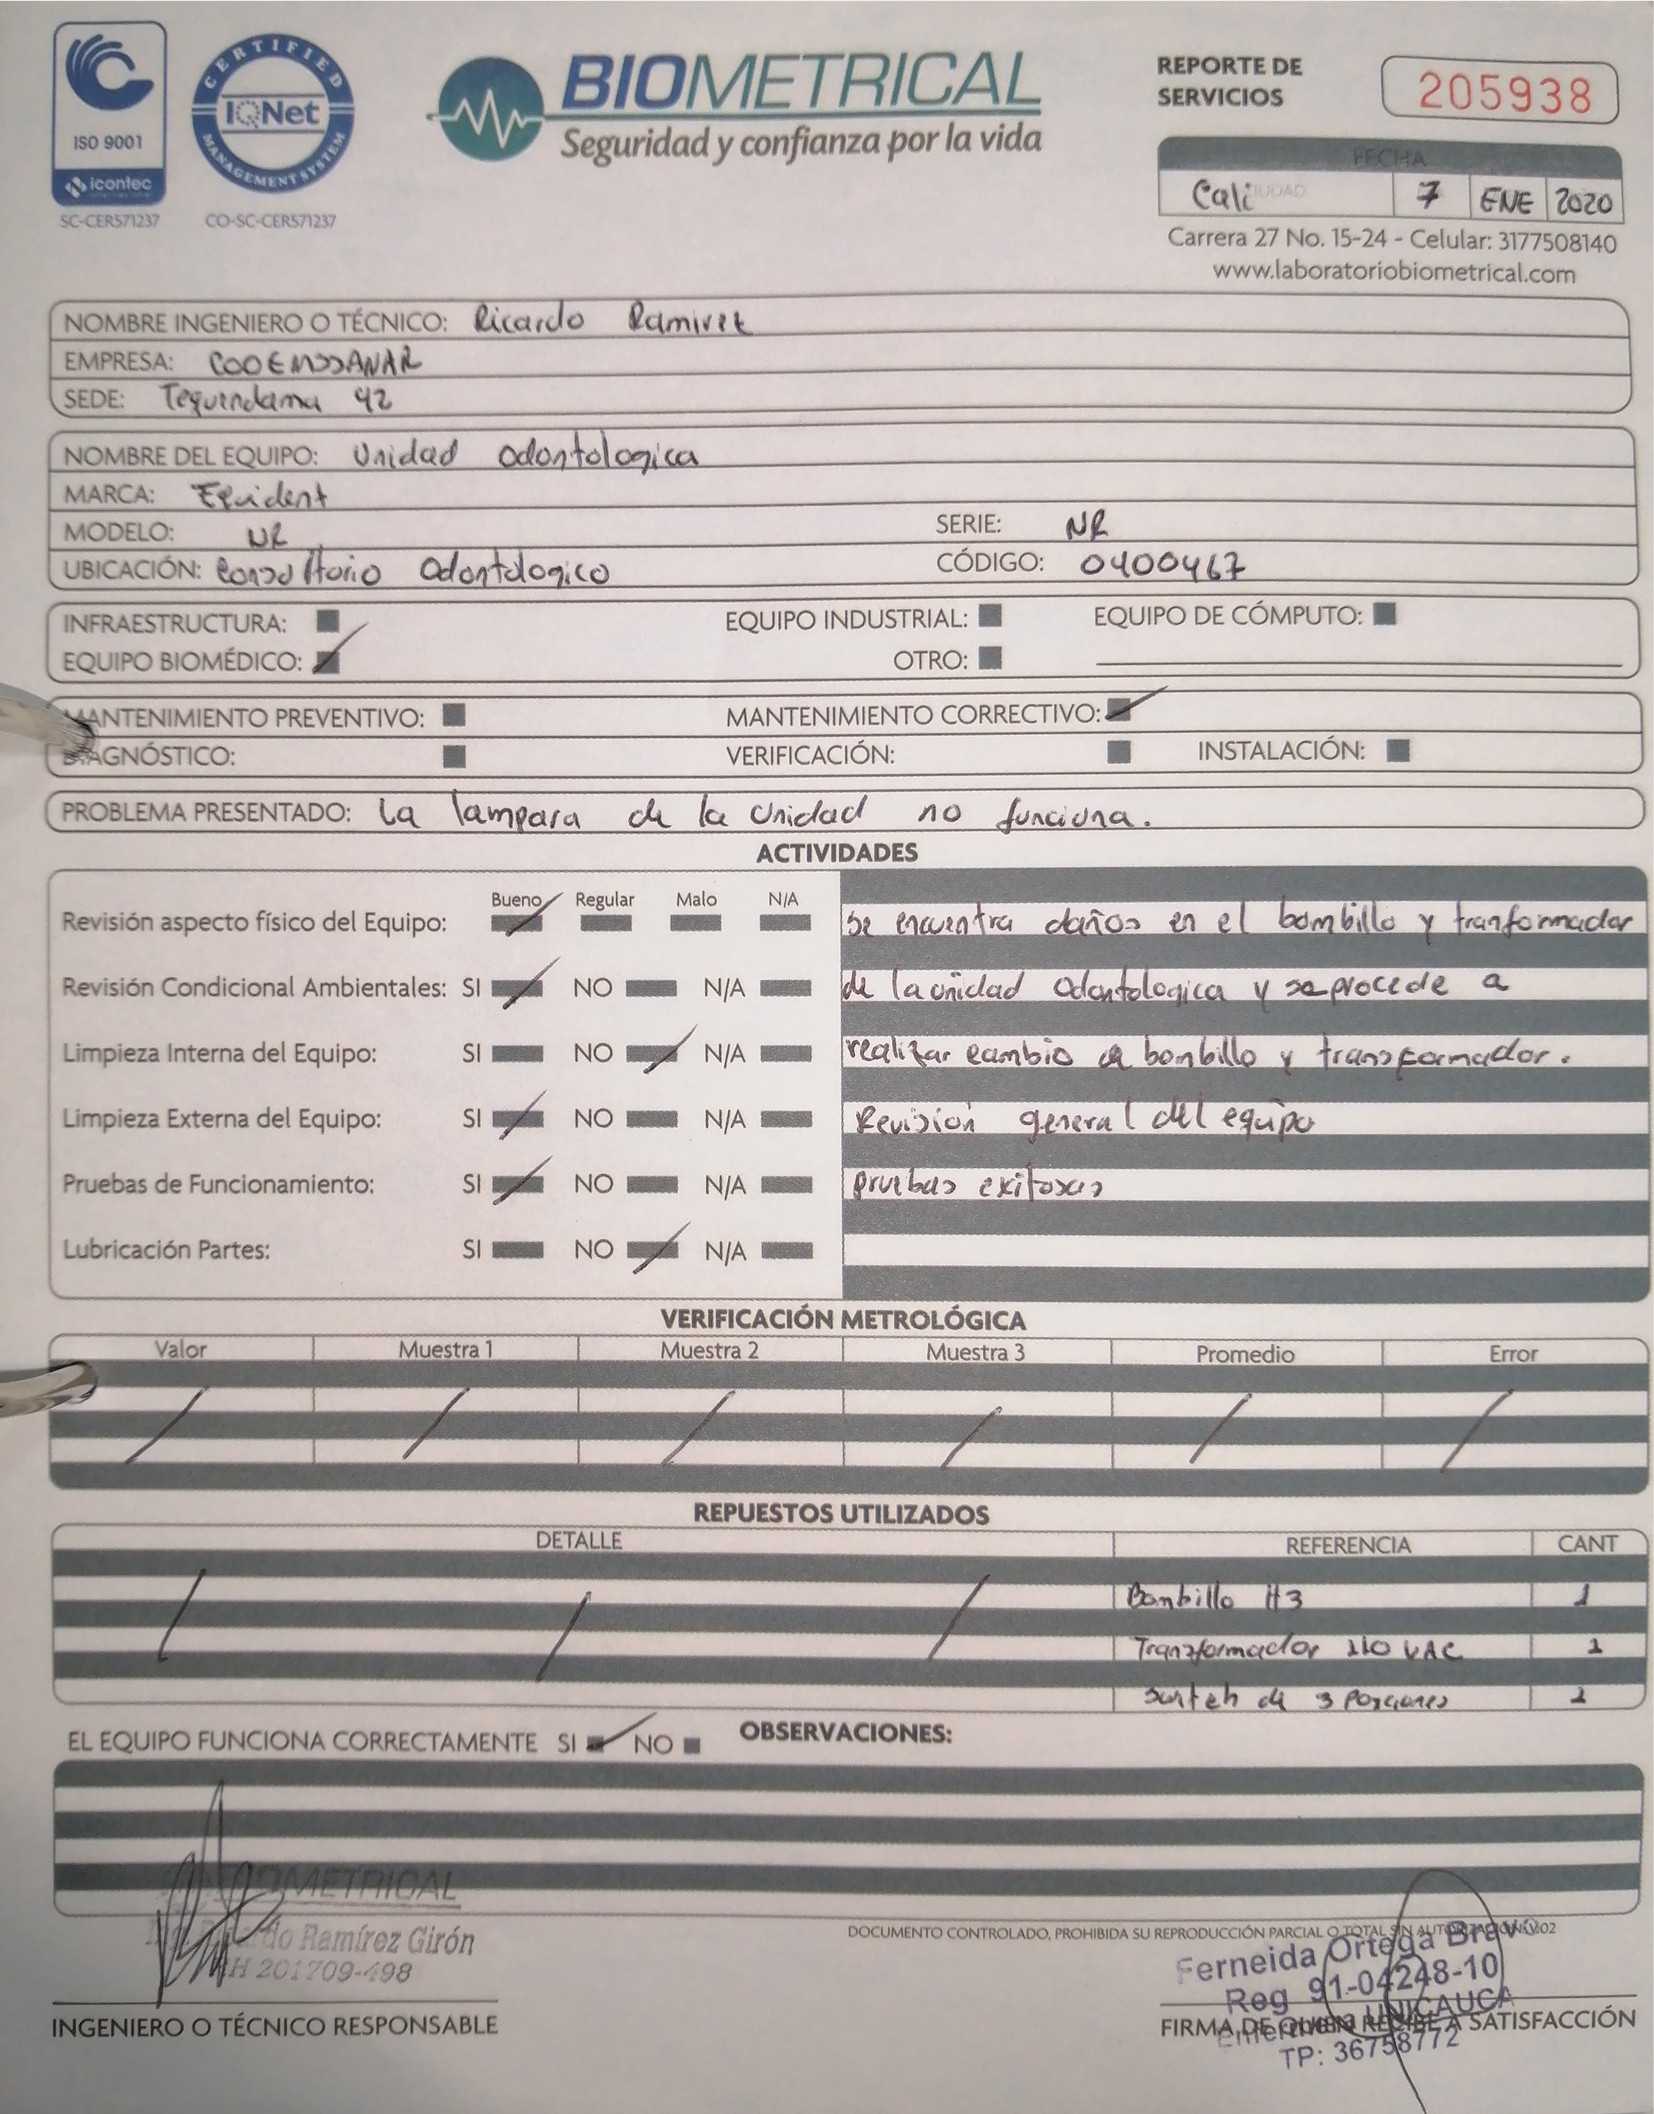 ISO 9001
icontec
SC-CER571237
CERTIFIED
IQNet
MANAGEMENT SYSTEM
CO-SC-CER571237
BIOMETRICAL
Seguridad y confianza por la vida
REPORTE DE
SERVICIOS
205938
FECHA
Cali 7 ENE 2020
Carrera 27 No. 15-24 - Celular: 3177508140
www.laboratoriobiometrical.com
NOMBRE INGENIERO O TÉCNICO: Ricardo Ramirez
EMPRESA: COOEMSSANAR
SEDE: Tequendama 42
NOMBRE DEL EQUIPO: Unidad Odontologica
MARCA: Equident
MODELO: NR SERIE: NR
UBICACIÓN: Consultorio Odontologico CÓDIGO: 0400467
INFRAESTRUCTURA: EQUIPO INDUSTRIAL: EQUIPO DE CÓMPUTO:
EQUIPO BIOMÉDICO: OTRO:
MANTENIMIENTO PREVENTIVO: MANTENIMIENTO CORRECTIVO:
DIAGNÓSTICO: VERIFICACIÓN: INSTALACIÓN:
PROBLEMA PRESENTADO: La lampara de la unidad no funciona.
ACTIVIDADES
Bueno Regular Malo N/A
Revisión aspecto físico del Equipo:
Revisión Condicional Ambientales: SI NO N/A
Limpieza Interna del Equipo: SI NO N/A
Limpieza Externa del Equipo: SI NO N/A
Pruebas de Funcionamiento: SI NO N/A
Lubricación Partes: SI NO N/A
Se encuentra daños en el bombillo y tranformador
de la unidad Odontologica y se procede a
realizar cambio de bombillo y transformador.
Revision general del equipo
pruebas exitosas
VERIFICACIÓN METROLÓGICA
Valor Muestra 1 Muestra 2 Muestra 3 Promedio Error
REPUESTOS UTILIZADOS
DETALLE REFERENCIA CANT
Bombillo H3 1
Transformador 110 VAC 1
Switch de 3 Posiciones 1
EL EQUIPO FUNCIONA CORRECTAMENTE SI NO OBSERVACIONES:
BIOMETRICAL
Ing. Ricardo Ramírez Girón
RH 201709-498
INGENIERO O TÉCNICO RESPONSABLE
DOCUMENTO CONTROLADO, PROHIBIDA SU REPRODUCCIÓN PARCIAL O TOTAL SIN AUTORIZACIÓN V.02
Ferneida Ortega Bravo
Reg 91-04248-10
Enfermera UNICAUCA
TP: 36758772
FIRMA DE QUIEN RECIBE A SATISFACCIÓN